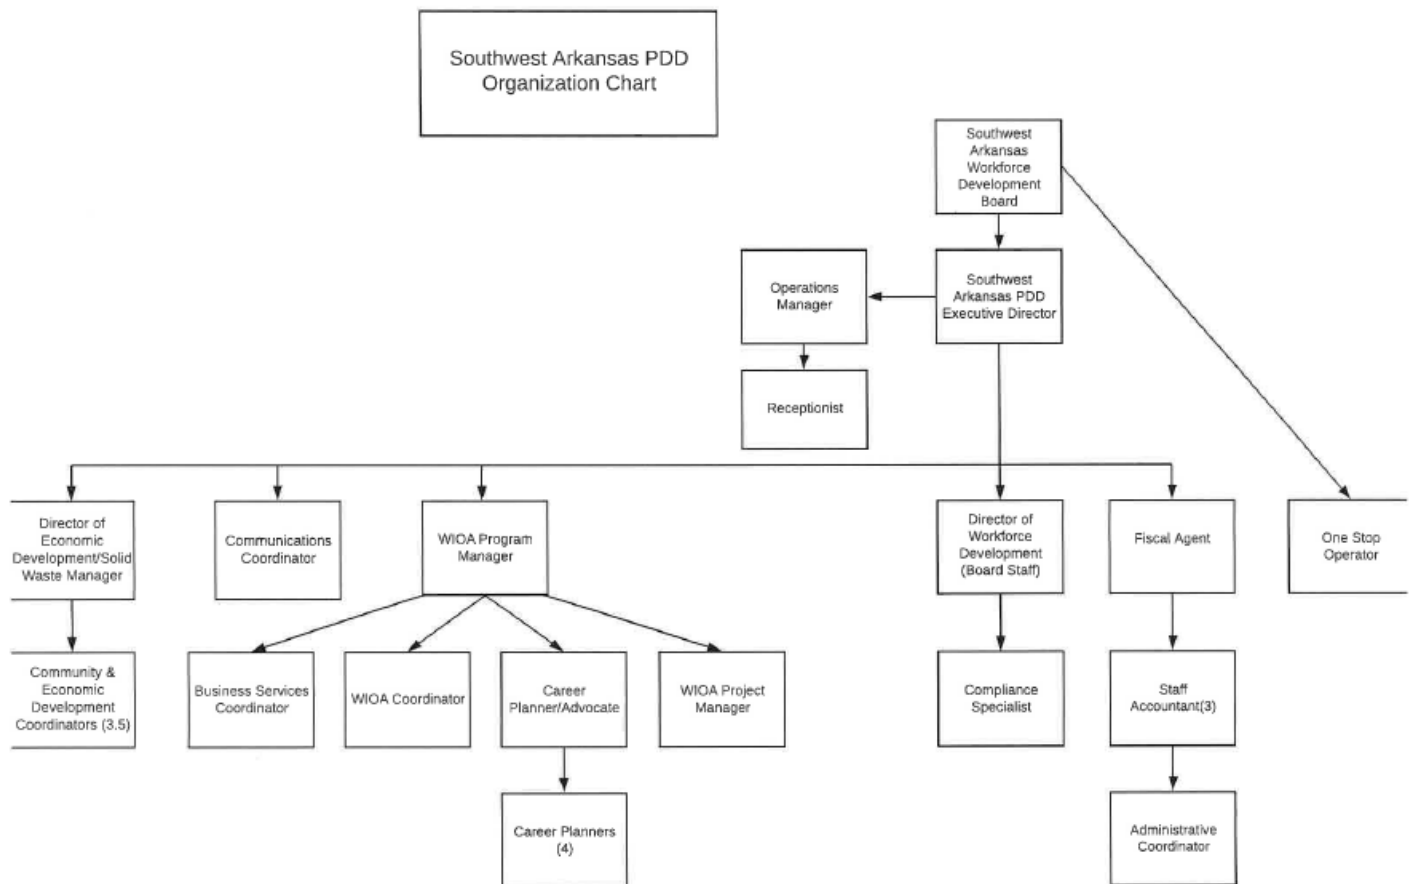 Southwest Arkansas PDD
Organization Chart
Southwest
Arkansas
Workforce
Development
Board
Operations
Manager
Southwest
Arkansas PDD
Executive Director
Receptionist
Director of
Economic
Development/Solid
Waste Manager
Communications
Coordinator
WIOA Program
Manager
Director of
Workforce
Development
(Board Staff)
Fiscal Agent
One Stop
Operator
Community &
Economic
Development
Coordinators (3.5)
Business Services
Coordinator
WIOA Coordinator
Career
Planner/Advocate
WIOA Project
Manager
Compliance
Specialist
Staff
Accountant(3)
Career Planners
(4)
Administrative
Coordinator